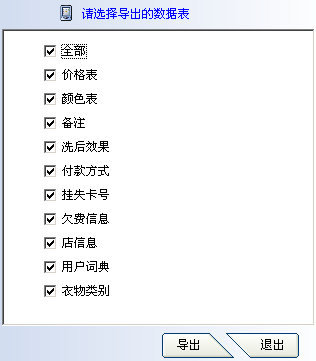 请选择导出的数据表
全部
价格表
颜色表
备注
洗后效果
付款方式
挂失卡号
欠费信息
店信息
用户词典
衣物类别
导出
退出